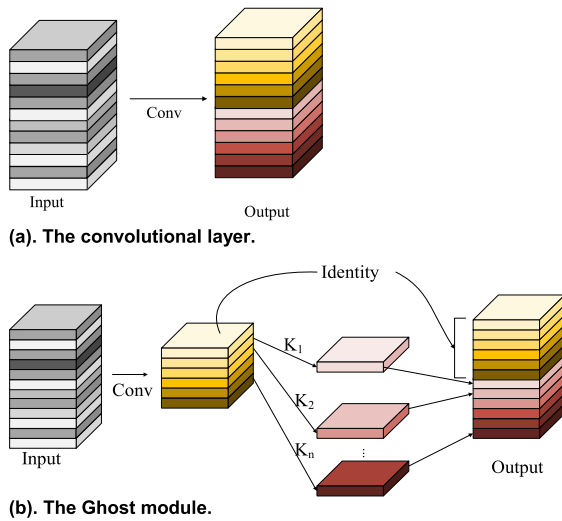 Conv
Input
Output
(a). The convolutional layer.
Identity
K1
Conv
K2
Kn
...
Input
Output
(b). The Ghost module.